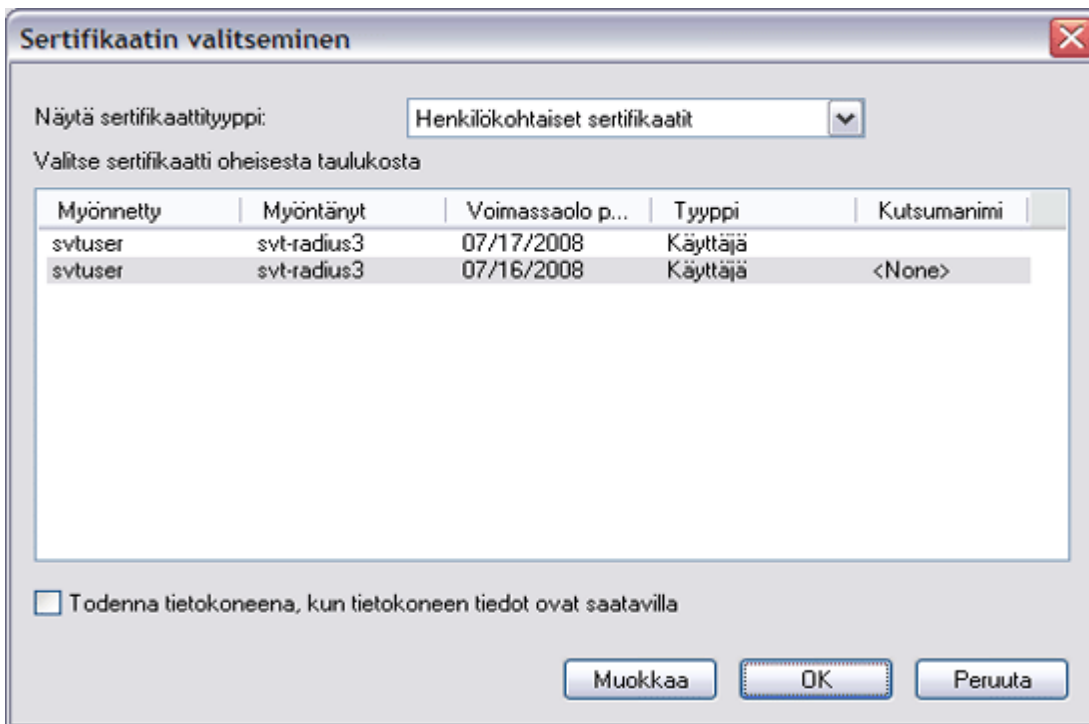 Sertifikaatin valitseminen
Näytä sertifikaattityyppi: Henkilökohtaiset sertifikaatit
Valitse sertifikaatti oheisesta taulukosta
Myönnetty Myöntänyt Voimassaolo p... Tyyppi Kutsumanimi
svtuser svt-radius3 07/17/2008 Käyttäjä
svtuser svt-radius3 07/16/2008 Käyttäjä <None>
Todenna tietokoneena, kun tietokoneen tiedot ovat saatavilla
Muokkaa OK Peruuta